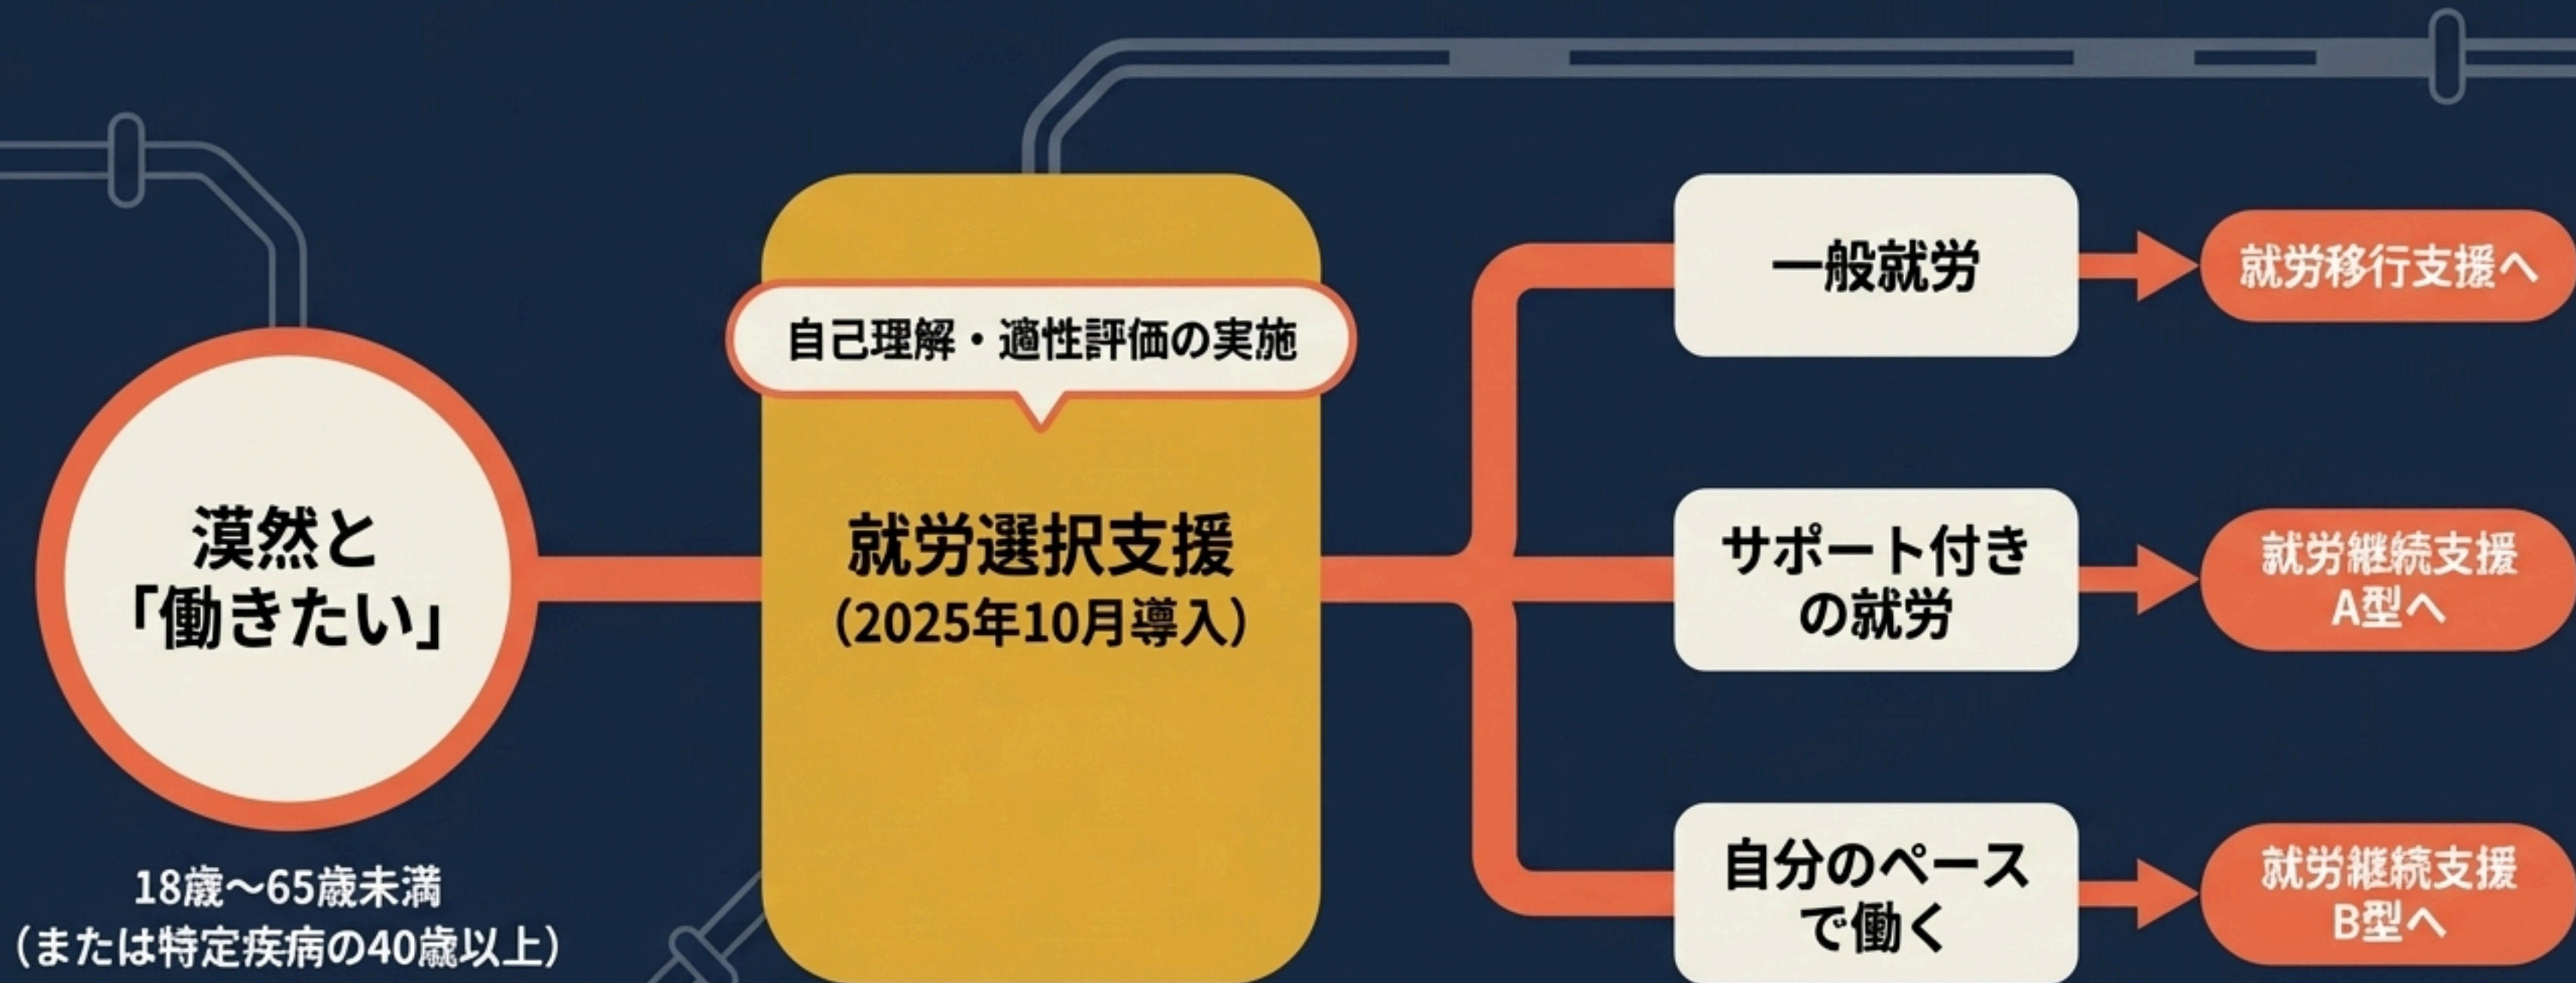 漠然と
「働きたい」
18歳～65歳未満
（または特定疾病の40歳以上）
自己理解・適性評価の実施
就労選択支援
（2025年10月導入）
一般就労
就労移行支援へ
サポート付き
の就労
就労継続支援
A型へ
自分のペース
で働く
就労継続支援
B型へ